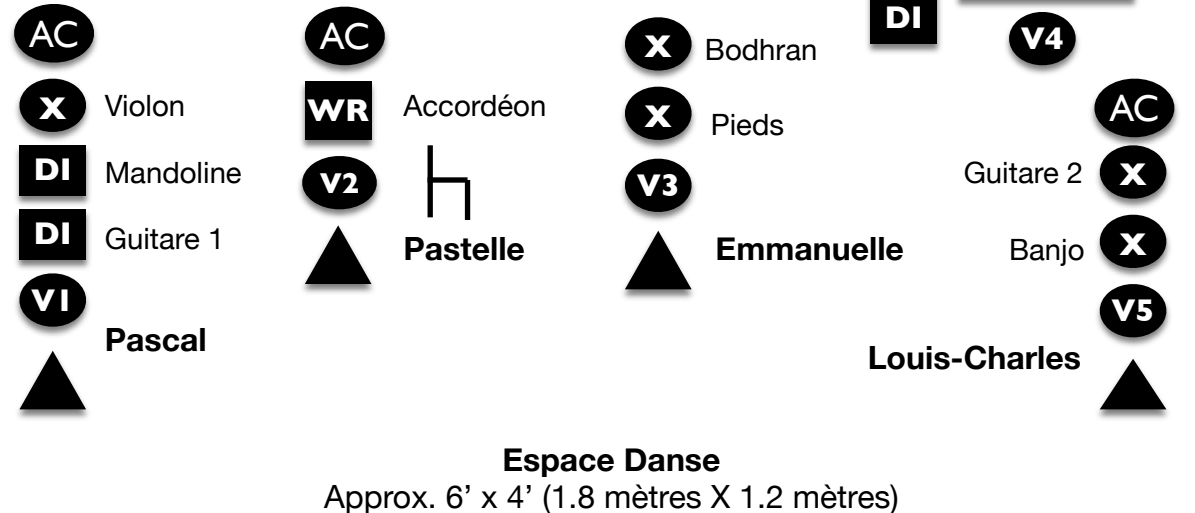 AC
X Violon
DI Mandoline
DI Guitare 1
V1
Pascal
AC
WR Accordéon
V2
Pastelle
X Bodhran
X Pieds
V3
Emmanuelle
DI
V4
AC
Guitare 2 X
Banjo X
V5
Louis-Charles
Espace Danse
Approx. 6’ x 4’ (1.8 mètres X 1.2 mètres)